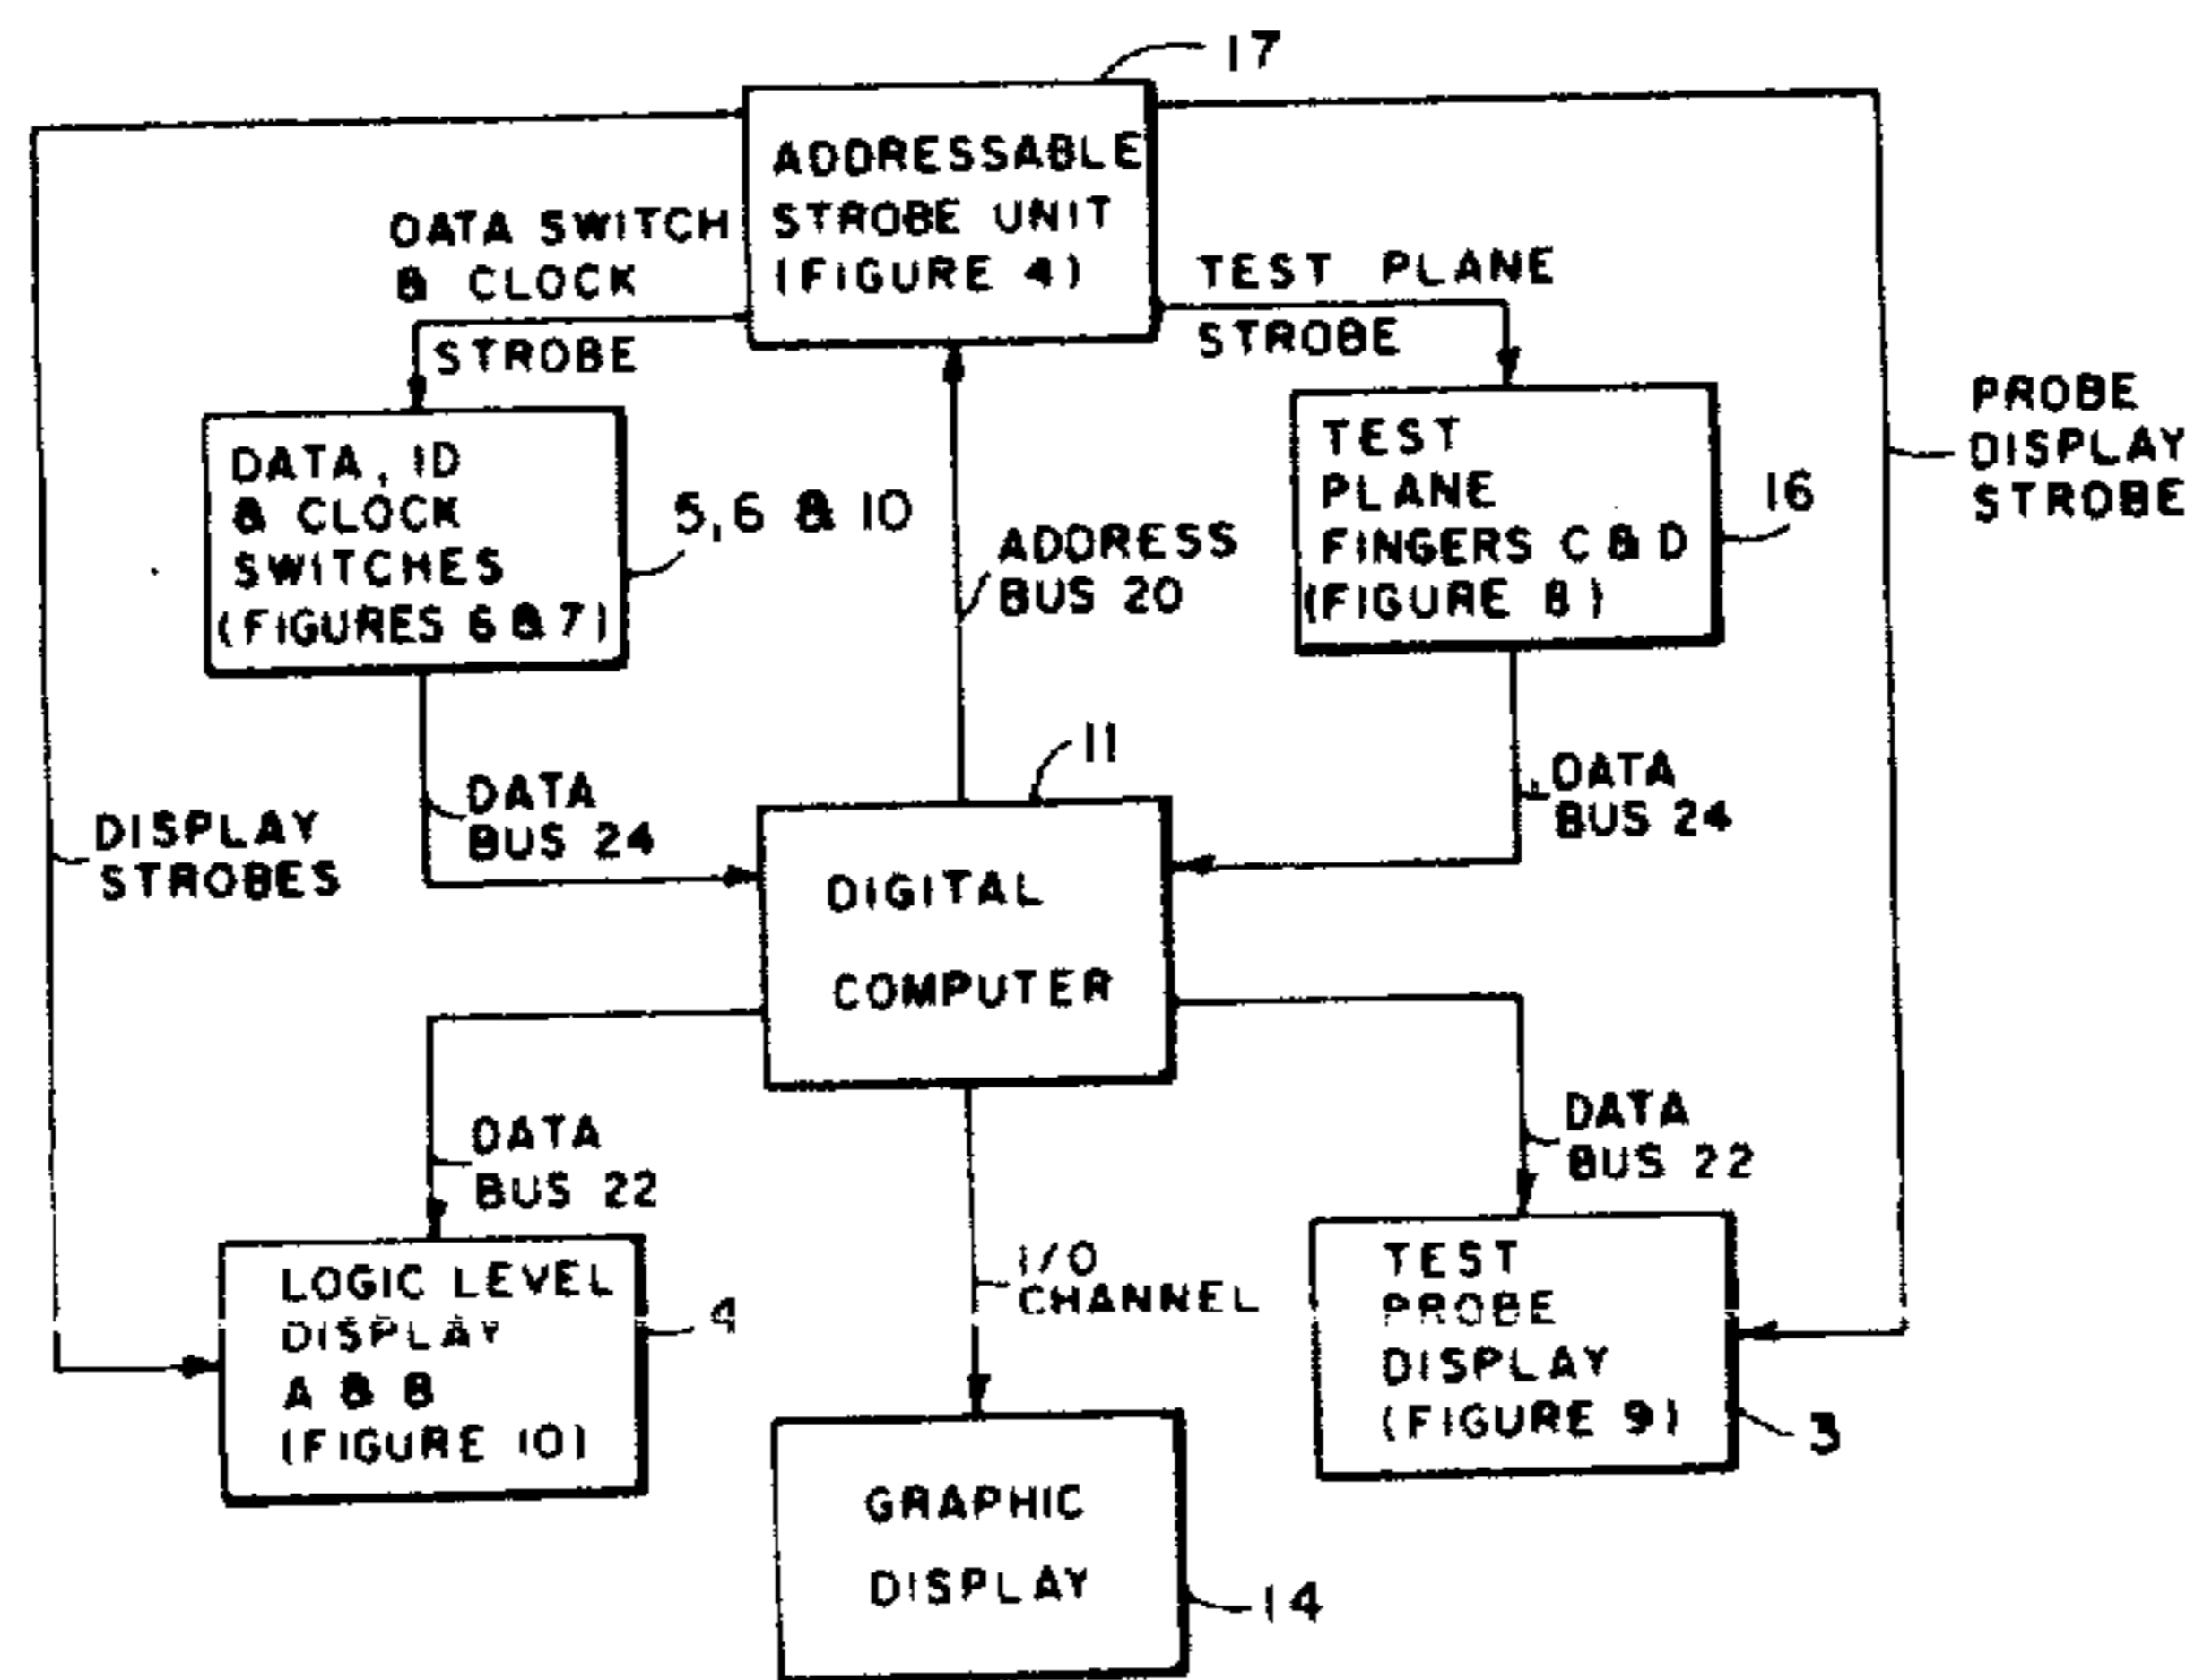 17
ADDRESSABLE
STROBE UNIT
(FIGURE 4)
DATA SWITCH
& CLOCK
STROBE
TEST PLANE
STROBE
PROBE
DISPLAY
STROBE
DATA, ID
& CLOCK
SWITCHES
(FIGURES 6 & 7)
5, 6 & 10
ADDRESS
BUS 20
TEST
PLANE
FINGERS C & D
(FIGURE 8)
16
DISPLAY
STROBES
DATA
BUS 24
11
DATA
BUS 24
DIGITAL
COMPUTER
DATA
BUS 22
I/O
CHANNEL
DATA
BUS 22
LOGIC LEVEL
DISPLAY
A & B
(FIGURE 10)
4
TEST
PROBE
DISPLAY
(FIGURE 9)
3
GRAPHIC
DISPLAY
14